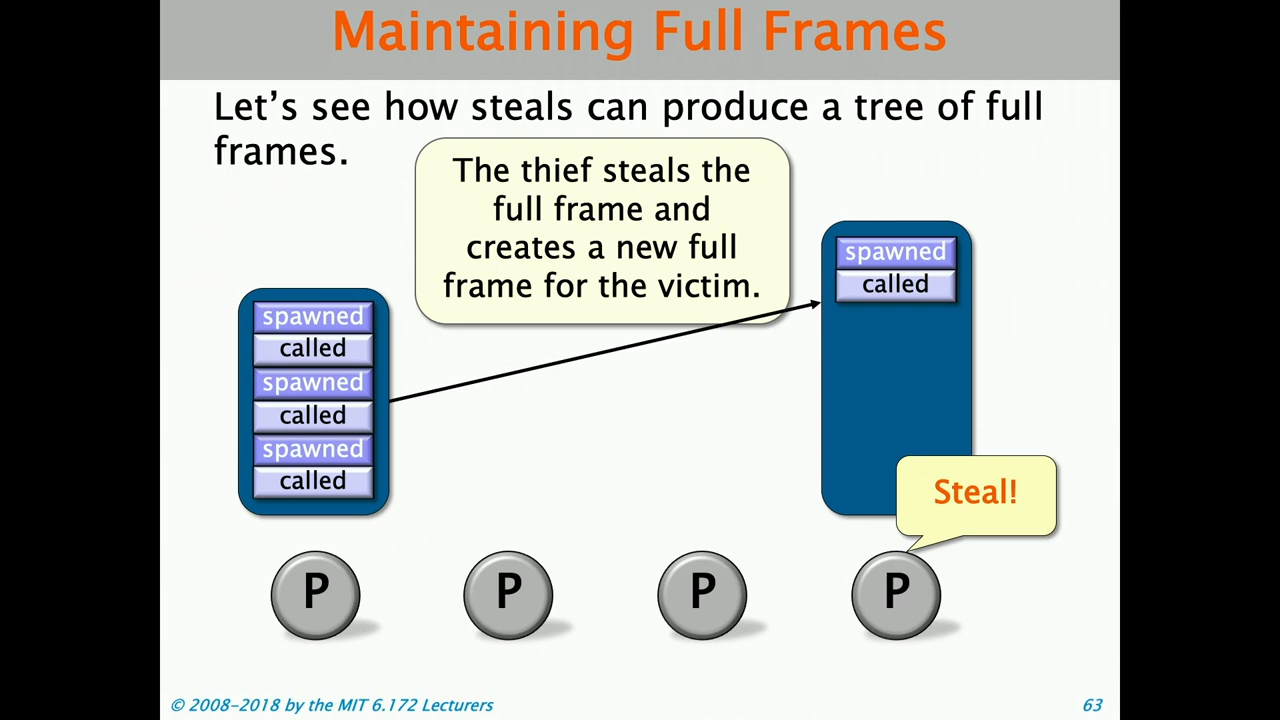 Maintaining Full Frames
Let’s see how steals can produce a tree of full
frames.
The thief steals the
full frame and
creates a new full
frame for the victim.
spawned
called
spawned
called
spawned
called
spawned
called
Steal!
P
P
P
P
© 2008–2018 by the MIT 6.172 Lecturers
63